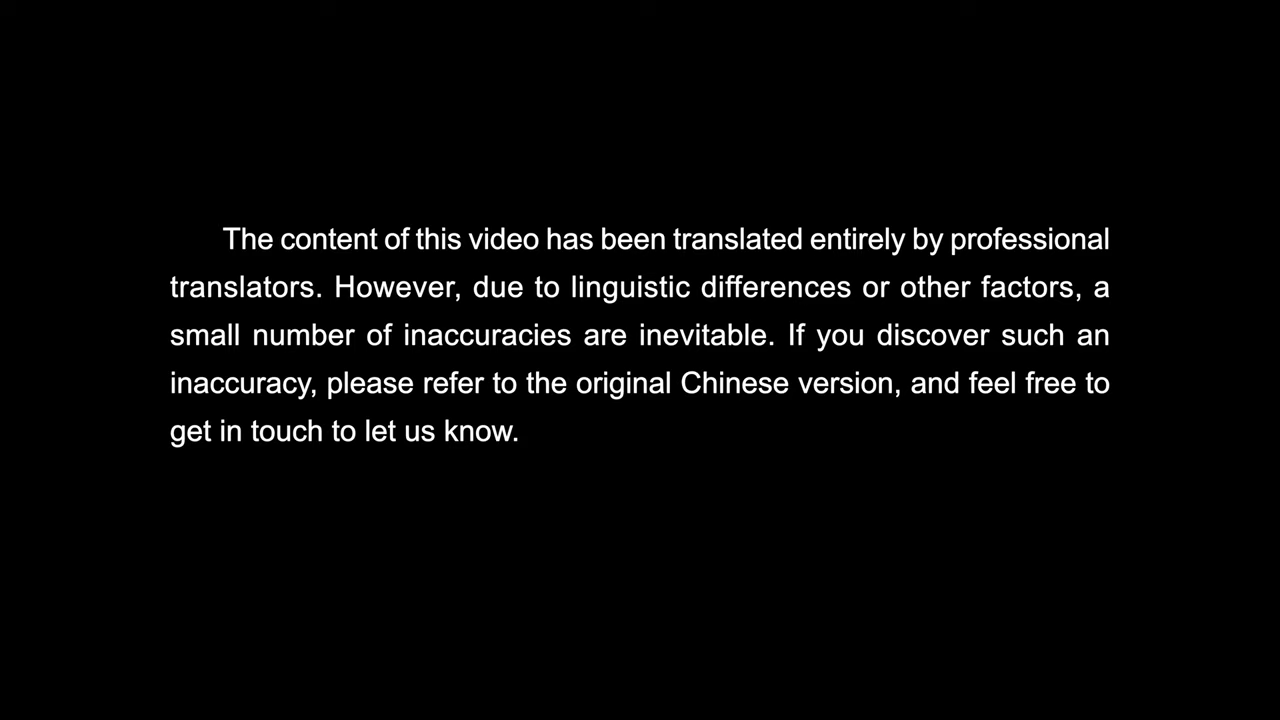 The content of this video has been translated entirely by professional
translators. However, due to linguistic differences or other factors, a
small number of inaccuracies are inevitable. If you discover such an
inaccuracy, please refer to the original Chinese version, and feel free to
get in touch to let us know.